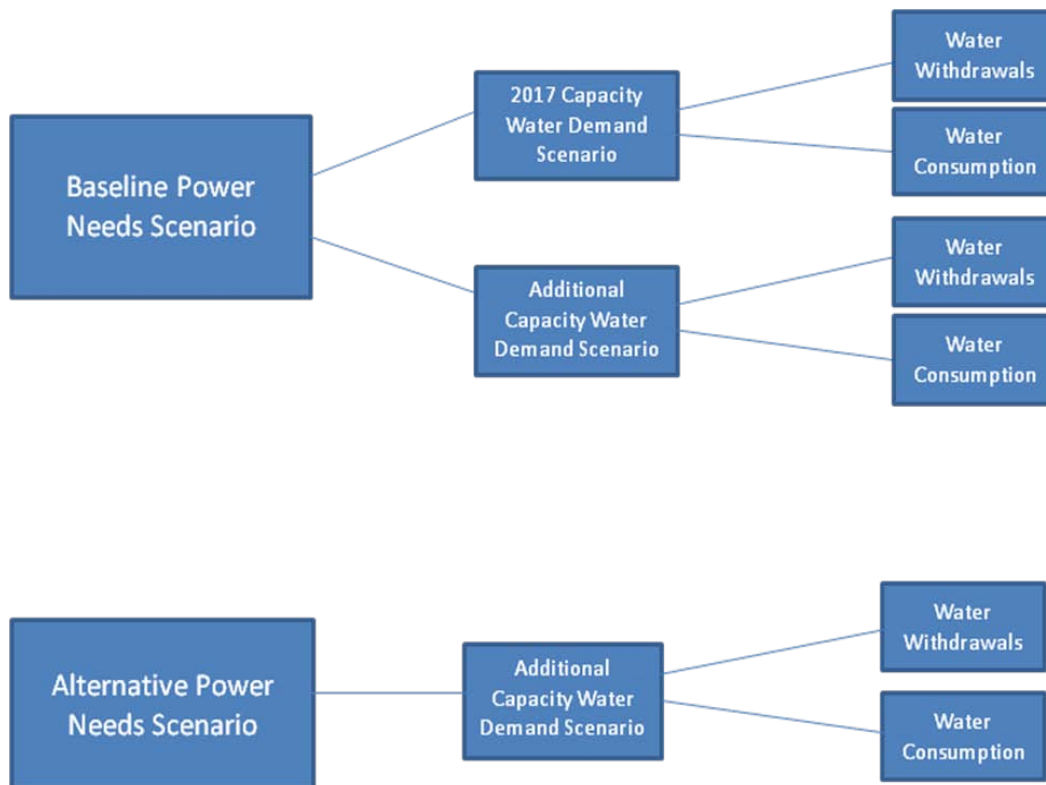 Baseline Power
Needs Scenario
2017 Capacity
Water Demand
Scenario
Water
Withdrawals
Water
Consumption
Additional
Capacity Water
Demand Scenario
Water
Withdrawals
Water
Consumption
Alternative Power
Needs Scenario
Additional
Capacity Water
Demand Scenario
Water
Withdrawals
Water
Consumption